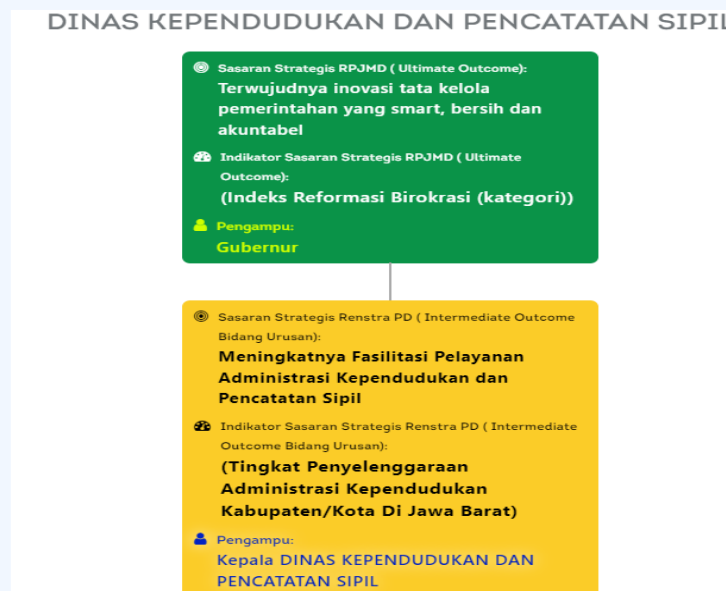 DINAS KEPENDUDUKAN DAN PENCATATAN SIPIL
Sasaran Strategis RPJMD ( Ultimate Outcome):
Terwujudnya inovasi tata kelola
pemerintahan yang smart, bersih dan
akuntabel
Indikator Sasaran Strategis RPJMD ( Ultimate
Outcome):
(Indeks Reformasi Birokrasi (kategori))
Pengampu:
Gubernur
Sasaran Strategis Renstra PD ( Intermediate Outcome
Bidang Urusan):
Meningkatnya Fasilitasi Pelayanan
Administrasi Kependudukan dan
Pencatatan Sipil
Indikator Sasaran Strategis Renstra PD ( Intermediate
Outcome Bidang Urusan):
(Tingkat Penyelenggaraan
Administrasi Kependudukan
Kabupaten/Kota Di Jawa Barat)
Pengampu:
Kepala DINAS KEPENDUDUKAN DAN
PENCATATAN SIPIL